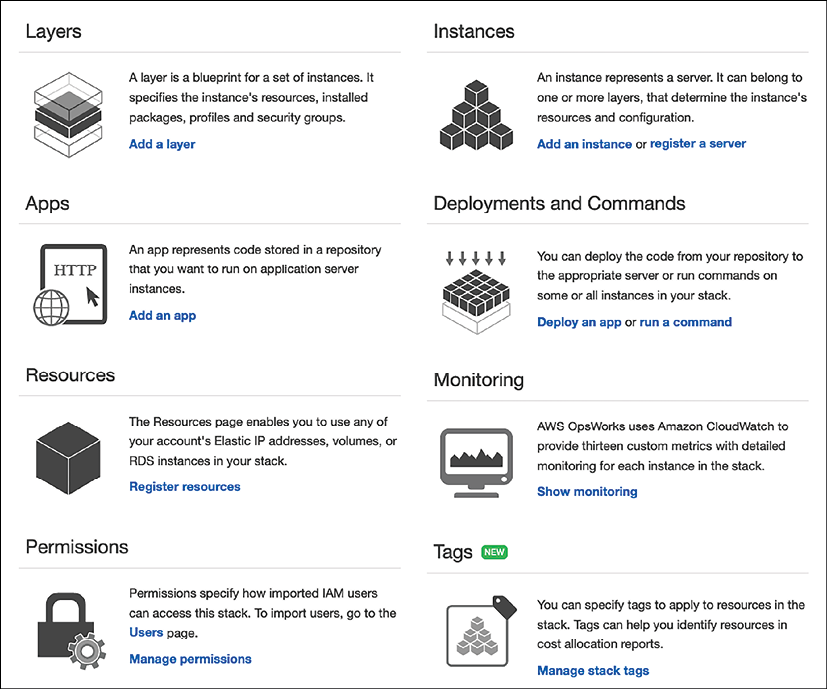 Layers
A layer is a blueprint for a set of instances. It
specifies the instance's resources, installed
packages, profiles and security groups.
Add a layer
Instances
An instance represents a server. It can belong to
one or more layers, that determine the instance's
resources and configuration.
Add an instance or register a server
Apps
HTTP
An app represents code stored in a repository
that you want to run on application server
instances.
Add an app
Deployments and Commands
You can deploy the code from your repository to
the appropriate server or run commands on
some or all instances in your stack.
Deploy an app or run a command
Resources
The Resources page enables you to use any of
your account's Elastic IP addresses, volumes, or
RDS instances in your stack.
Register resources
Monitoring
AWS OpsWorks uses Amazon CloudWatch to
provide thirteen custom metrics with detailed
monitoring for each instance in the stack.
Show monitoring
Permissions
Permissions specify how imported IAM users
can access this stack. To import users, go to the
Users page.
Manage permissions
Tags NEW
You can specify tags to apply to resources in the
stack. Tags can help you identify resources in
cost allocation reports.
Manage stack tags